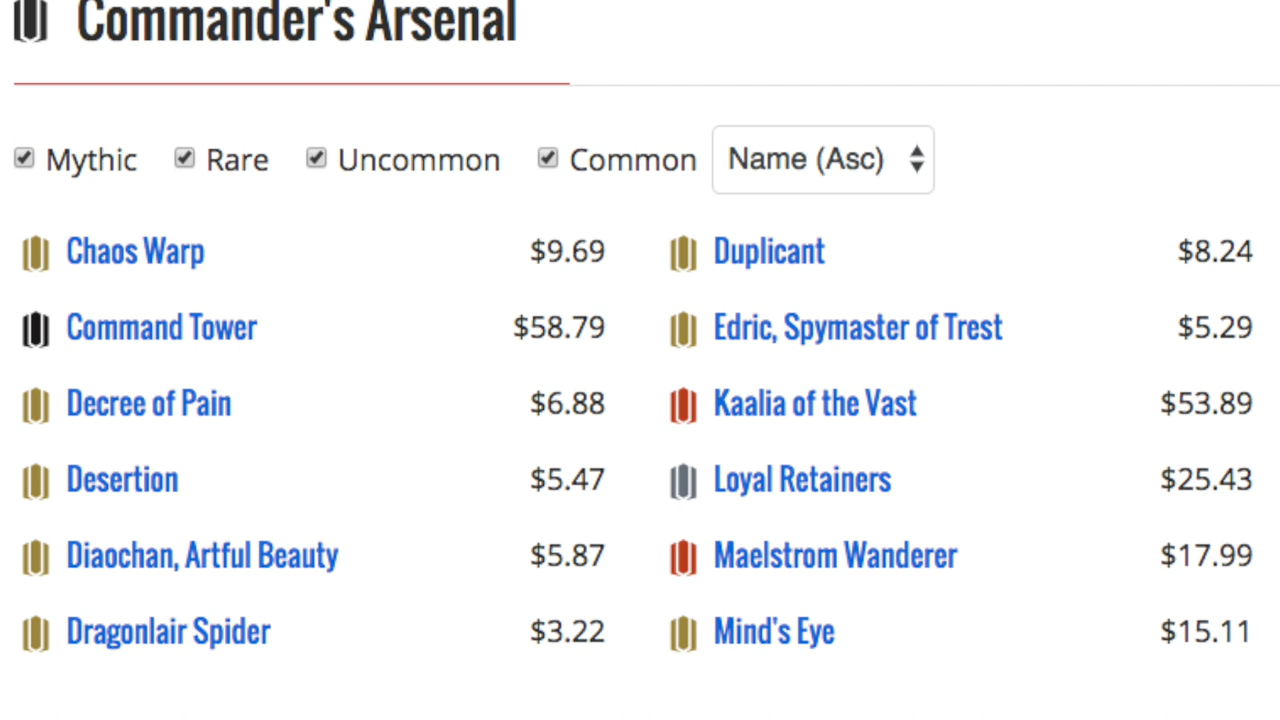 Commander's Arsenal
Mythic Rare Uncommon Common Name (Asc)
Chaos Warp $9.69 Duplicant $8.24
Command Tower $58.79 Edric, Spymaster of Trest $5.29
Decree of Pain $6.88 Kaalia of the Vast $53.89
Desertion $5.47 Loyal Retainers $25.43
Diaochan, Artful Beauty $5.87 Maelstrom Wanderer $17.99
Dragonlair Spider $3.22 Mind's Eye $15.11